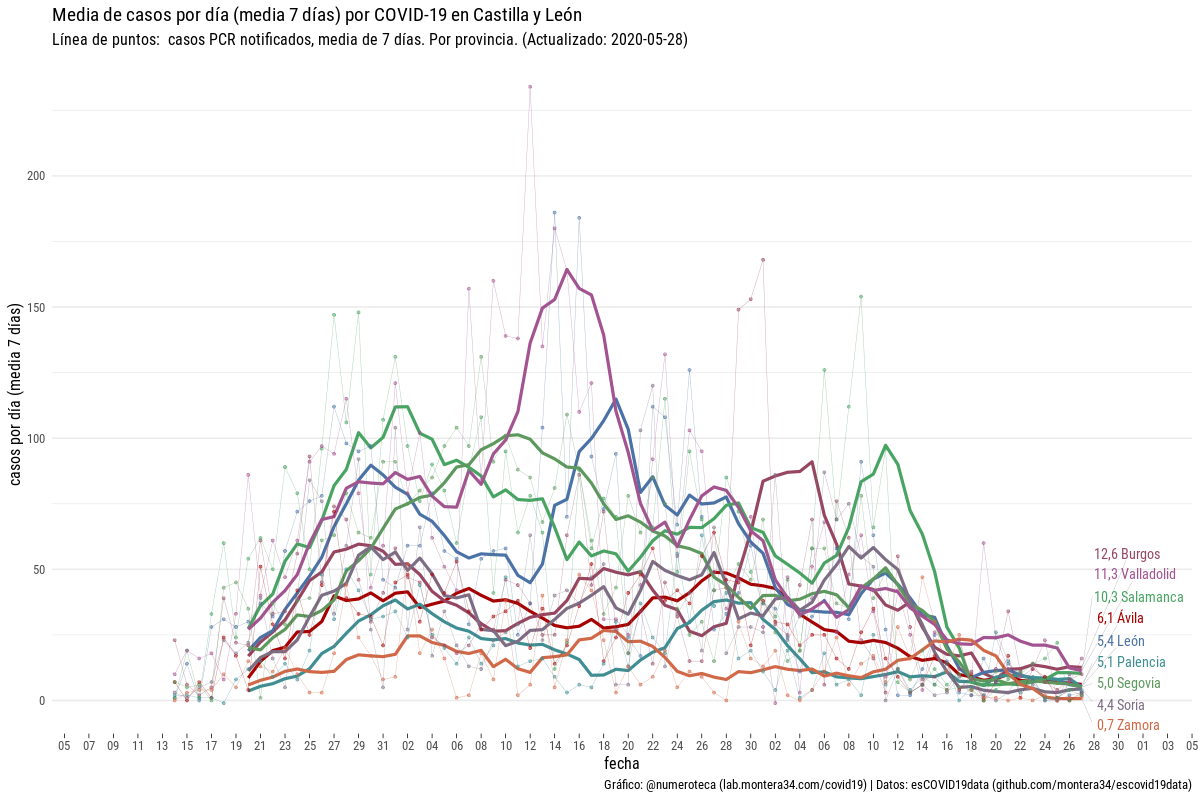 Media de casos por día (media 7 días) por COVID-19 en Castilla y León
Línea de puntos:  casos PCR notificados, media de 7 días. Por provincia. (Actualizado: 2020-05-28)
casos por día (media 7 días)
200
150
100
50
0
12,6 Burgos
11,3 Valladolid
10,3 Salamanca
6,1 Ávila
5,4 León
5,1 Palencia
5,0 Segovia
4,4 Soria
0,7 Zamora
05 07 09 11 13 15 17 19 21 23 25 27 29 31 02 04 06 08 10 12 14 16 18 20 22 24 26 28 30 02 04 06 08 10 12 14 16 18 20 22 24 26 28 30 01 03 05
fecha
Gráfico: @numeroteca (lab.montera34.com/covid19) | Datos: esCOVID19data (github.com/montera34/escovid19data)